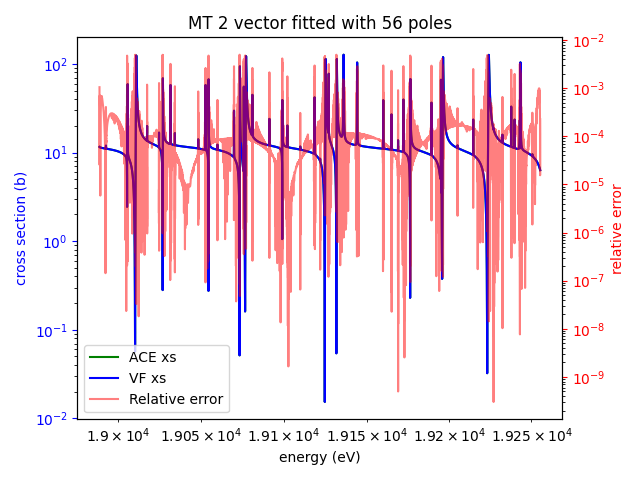 MT 2 vector fitted with 56 poles
10²
10¹
10⁰
10⁻¹
10⁻²
cross section (b)
10⁻²
10⁻³
10⁻⁴
10⁻⁵
10⁻⁶
10⁻⁷
10⁻⁸
10⁻⁹
relative error
ACE xs
VF xs
Relative error
1.9 × 10⁴ 1.905 × 10⁴ 1.91 × 10⁴ 1.915 × 10⁴ 1.92 × 10⁴ 1.925 × 10⁴
energy (eV)